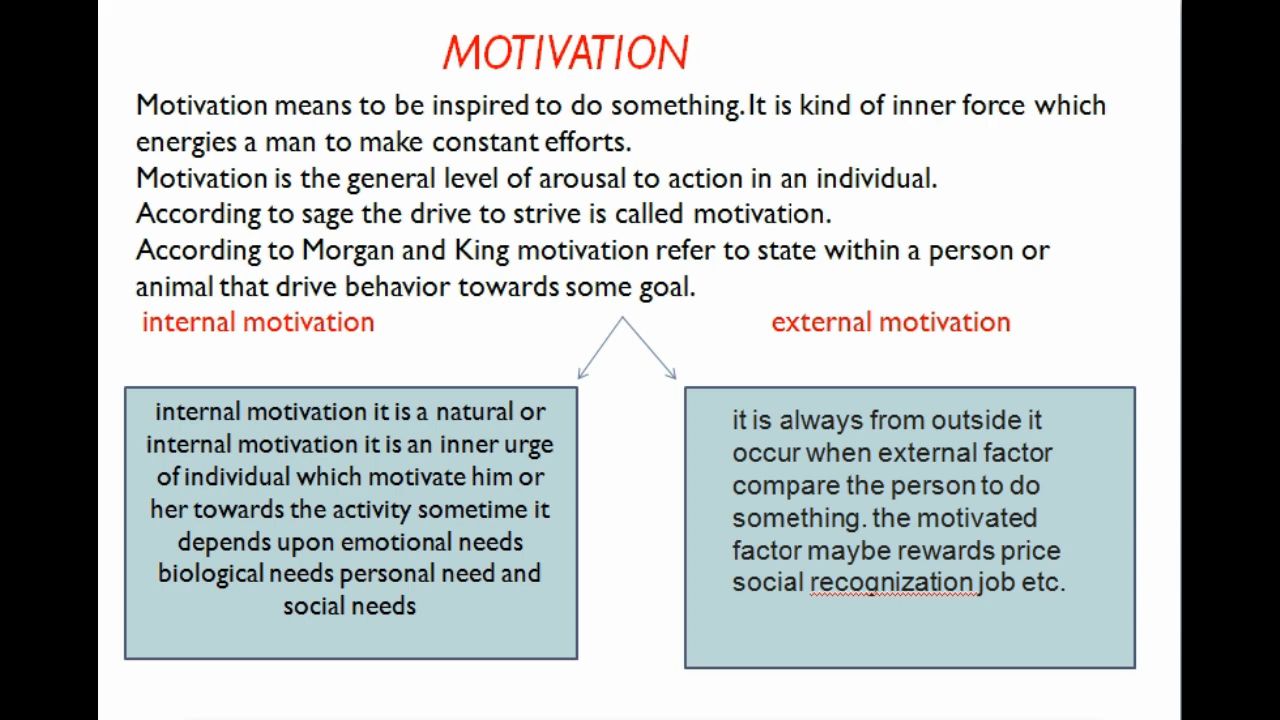 MOTIVATION
Motivation means to be inspired to do something. It is kind of inner force which
energies a man to make constant efforts.
Motivation is the general level of arousal to action in an individual.
According to sage the drive to strive is called motivation.
According to Morgan and King motivation refer to state within a person or
animal that drive behavior towards some goal.
internal motivation
external motivation
internal motivation it is a natural or
internal motivation it is an inner urge
of individual which motivate him or
her towards the activity sometime it
depends upon emotional needs
biological needs personal need and
social needs
it is always from outside it
occur when external factor
compare the person to do
something. the motivated
factor maybe rewards price
social recognization job etc.